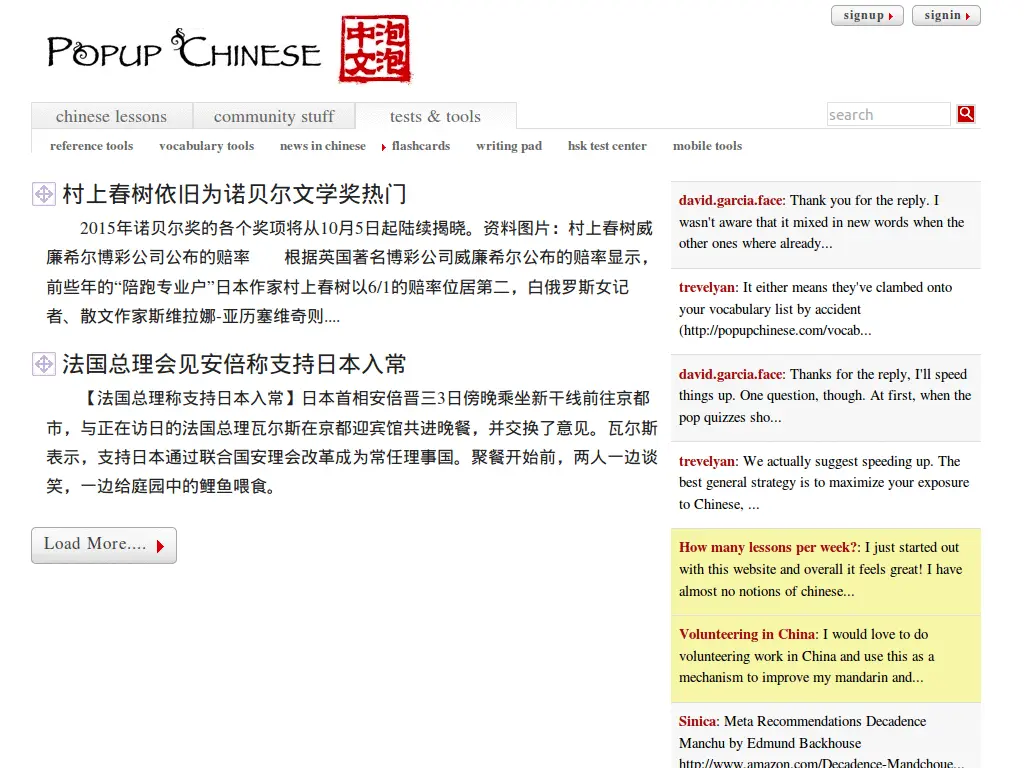 signup
signin
POPUP CHINESE
中泡
文泡
chinese lessons
community stuff
tests & tools
search
reference tools
vocabulary tools
news in chinese
flashcards
writing pad
hsk test center
mobile tools
村上春树依旧为诺贝尔文学奖热门
2015年诺贝尔奖的各个奖项将从10月5日起陆续揭晓。资料图片：村上春树威
廉希尔博彩公司公布的赔率　　根据英国著名博彩公司威廉希尔公布的赔率显示，
前些年的“陪跑专业户”日本作家村上春树以6/1的赔率位居第二，白俄罗斯女记
者、散文作家斯维拉娜-亚历塞维奇则....
法国总理会见安倍称支持日本入常
【法国总理称支持日本入常】日本首相安倍晋三3日傍晚乘坐新干线前往京都
市，与正在访日的法国总理瓦尔斯在京都迎宾馆共进晚餐，并交换了意见。瓦尔斯
表示，支持日本通过联合国安理会改革成为常任理事国。聚餐开始前，两人一边谈
笑，一边给庭园中的鲤鱼喂食。
Load More....
david.garcia.face: Thank you for the reply. I
wasn't aware that it mixed in new words when the
other ones where already...
trevelyan: It either means they've clambed onto
your vocabulary list by accident
(http://popupchinese.com/vocab...
david.garcia.face: Thanks for the reply, I'll speed
things up. One question, though. At first, when the
pop quizzes sho...
trevelyan: We actually suggest speeding up. The
best general strategy is to maximize your exposure
to Chinese, ...
How many lessons per week?: I just started out
with this website and overall it feels great! I have
almost no notions of chinese...
Volunteering in China: I would love to do
volunteering work in China and use this as a
mechanism to improve my mandarin and...
Sinica: Meta Recommendations Decadence
Manchu by Edmund Backhouse
http://www.amazon.com/Decadence-Mandchoue...